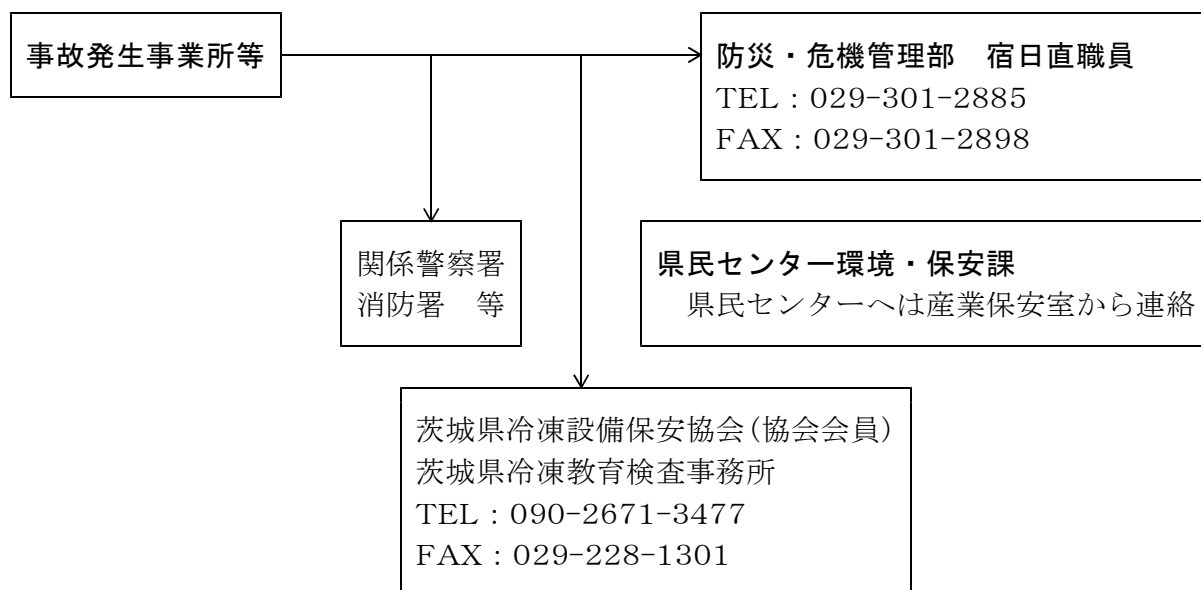 事故発生事業所等
防災・危機管理部　宿日直職員
TEL：029-301-2885
FAX：029-301-2898
関係警察署
消防署　等
県民センター環境・保安課
県民センターへは産業保安室から連絡
茨城県冷凍設備保安協会(協会会員)
茨城県冷凍教育検査事務所
TEL：090-2671-3477
FAX：029-228-1301